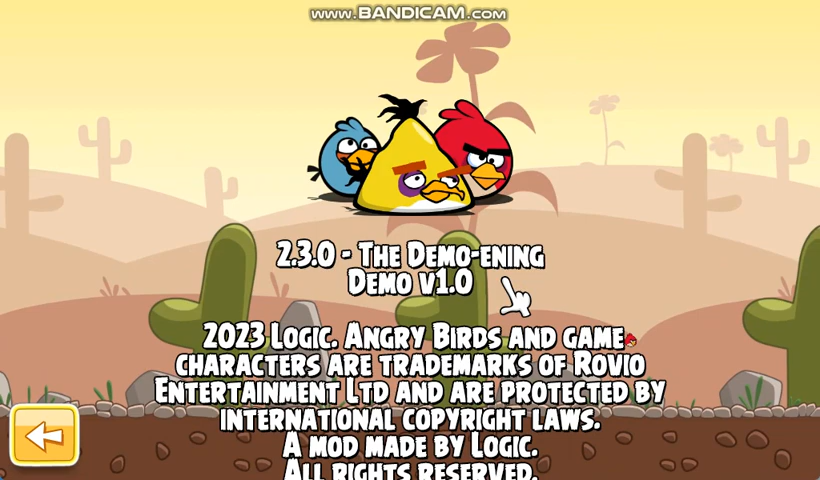 www.BANDICAM.com
2.3.0 - The Demo-ening
Demo v1.0
2023 Logic. Angry Birds and game
characters are trademarks of Rovio
Entertainment Ltd and are protected by
international copyright laws.
A mod made by Logic.
All rights reserved.